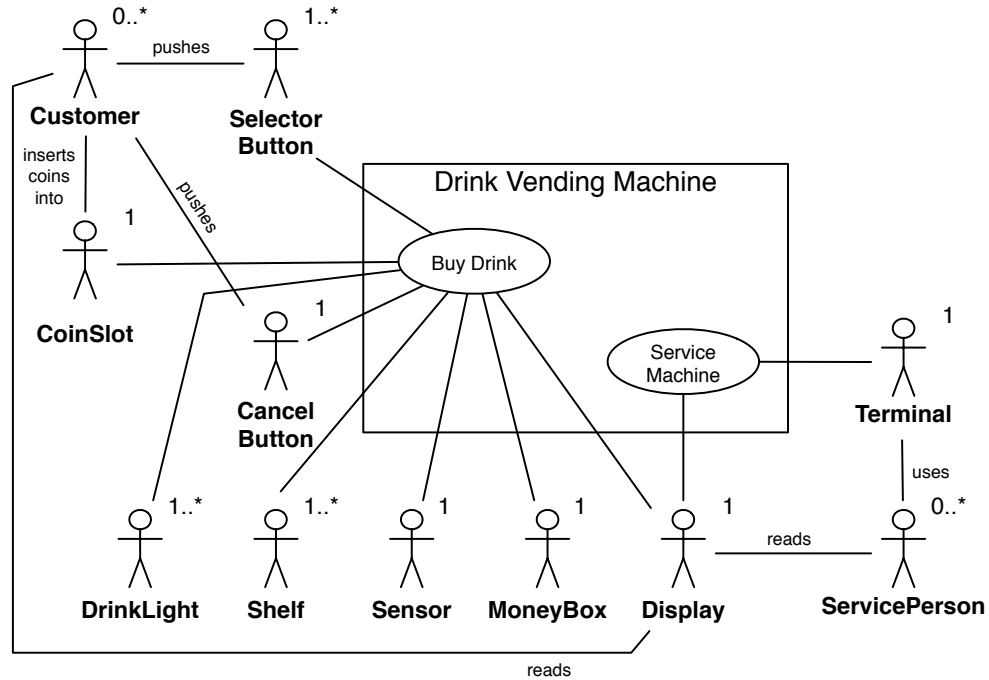 0..*
1..*
pushes
Customer
Selector
Button
inserts
coins
into
pushes
1
Drink Vending Machine
Buy Drink
CoinSlot
1
Cancel
Button
Service
Machine
1
Terminal
uses
1..*
1..*
1
1
1
0..*
reads
DrinkLight
Shelf
Sensor
MoneyBox
Display
ServicePerson
reads